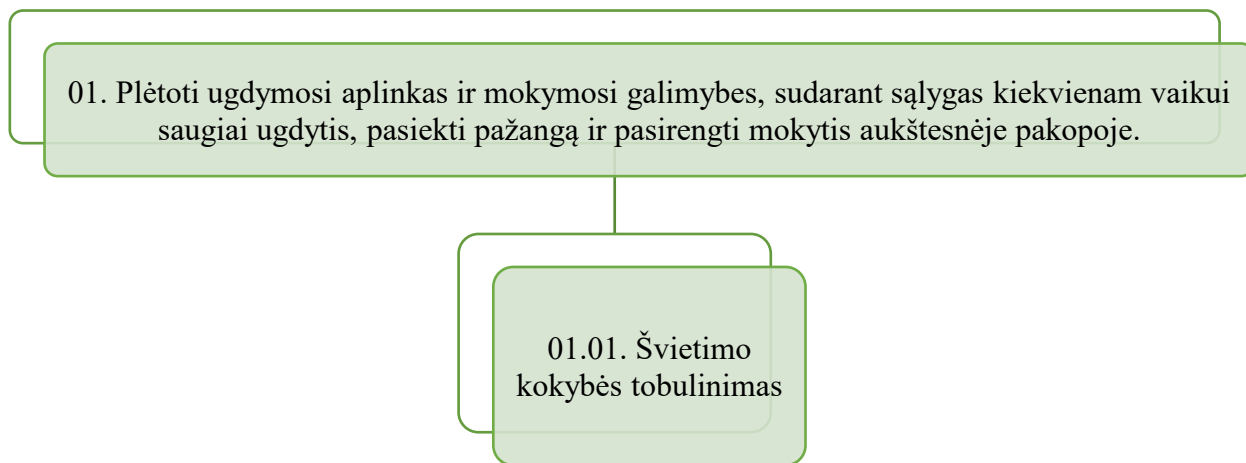 01. Plėtoti ugdymosi aplinkas ir mokymosi galimybes, sudarant sąlygas kiekvienam vaikui
saugiai ugdytis, pasiekti pažangą ir pasirengti mokytis aukštesnėje pakopoje.
01.01. Švietimo
kokybės tobulinimas